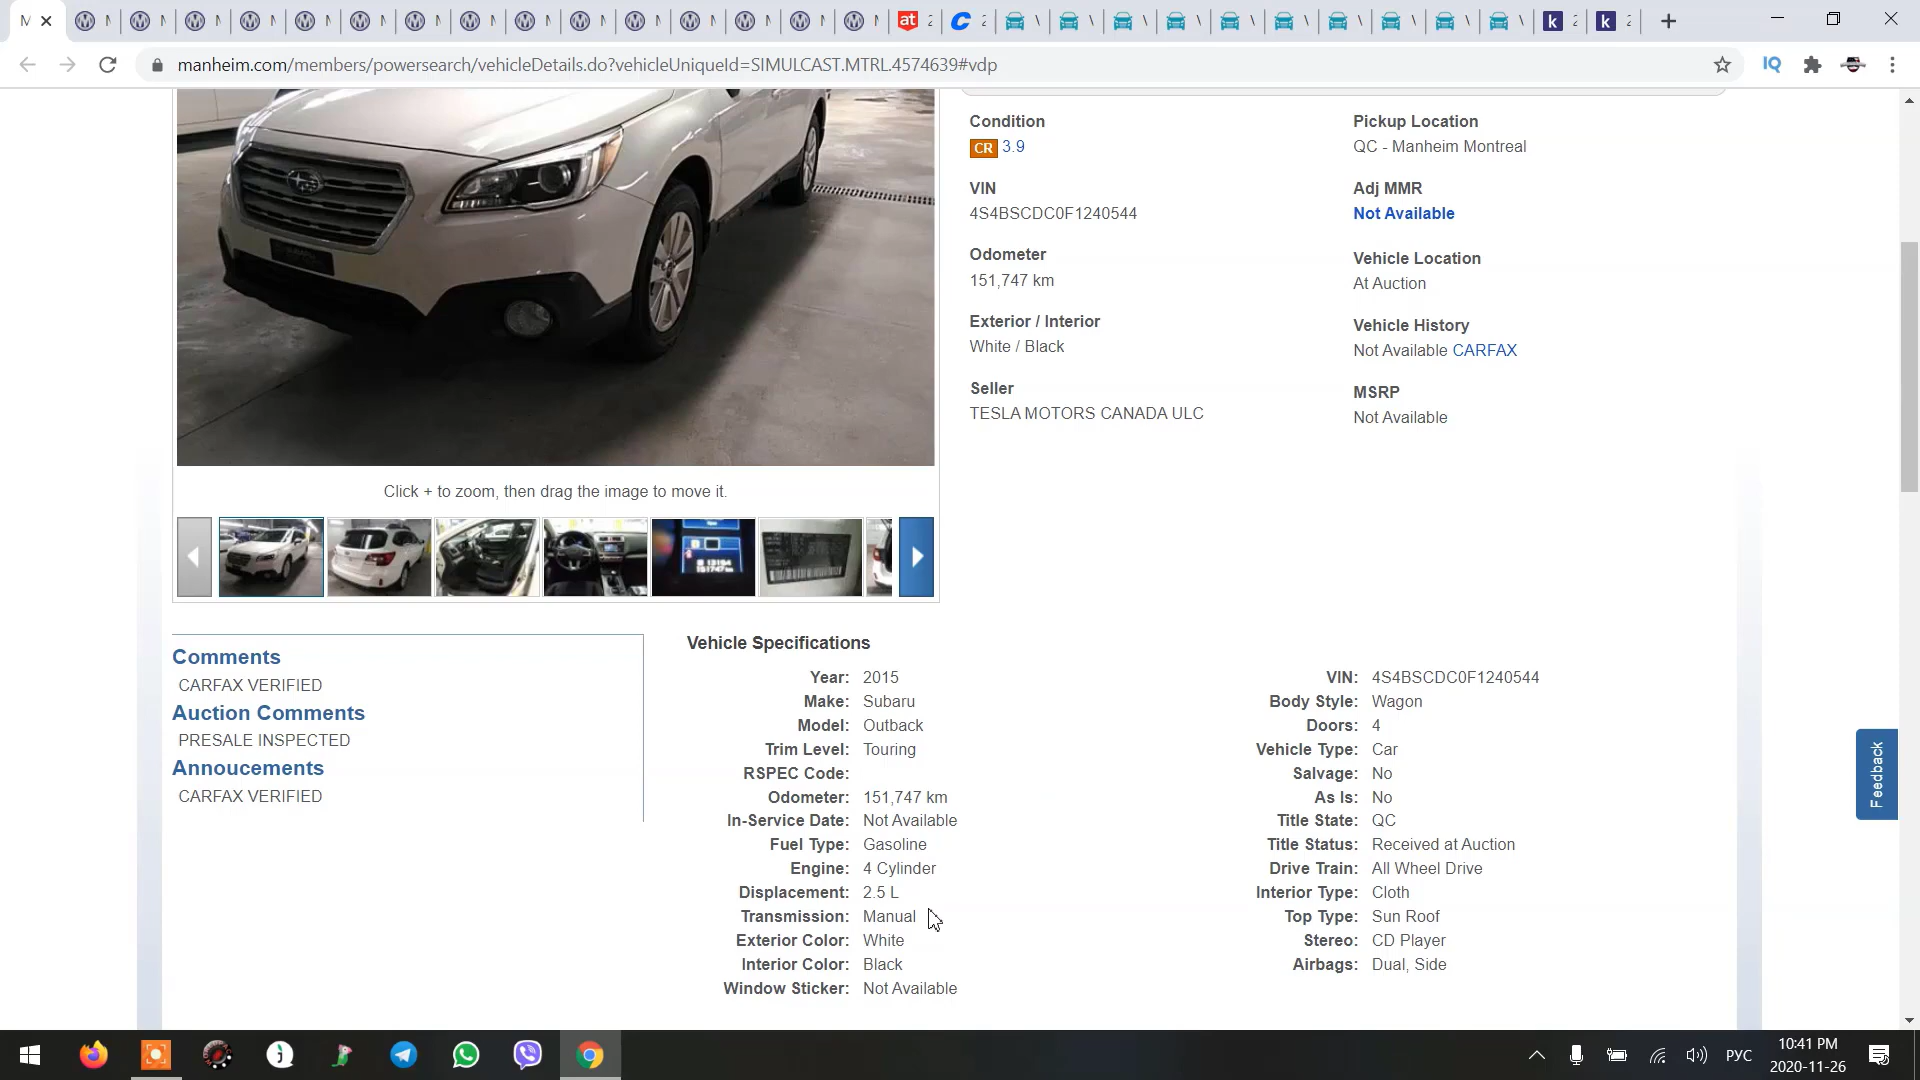 manheim.com/members/powersearch/vehicleDetails.do?vehicleUniqueId=SIMULCAST.MTRL.4574639#vdp
Condition
CR 3.9
VIN
4S4BSCDC0F1240544
Odometer
151,747 km
Exterior / Interior
White / Black
Seller
TESLA MOTORS CANADA ULC
Pickup Location
QC - Manheim Montreal
Adj MMR
Not Available
Vehicle Location
At Auction
Vehicle History
Not Available CARFAX
MSRP
Not Available
Click + to zoom, then drag the image to move it.
Comments
CARFAX VERIFIED
Auction Comments
PRESALE INSPECTED
Annoucements
CARFAX VERIFIED
Vehicle Specifications
Year: 2015
Make: Subaru
Model: Outback
Trim Level: Touring
RSPEC Code:
Odometer: 151,747 km
In-Service Date: Not Available
Fuel Type: Gasoline
Engine: 4 Cylinder
Displacement: 2.5 L
Transmission: Manual
Exterior Color: White
Interior Color: Black
Window Sticker: Not Available
VIN: 4S4BSCDC0F1240544
Body Style: Wagon
Doors: 4
Vehicle Type: Car
Salvage: No
As Is: No
Title State: QC
Title Status: Received at Auction
Drive Train: All Wheel Drive
Interior Type: Cloth
Top Type: Sun Roof
Stereo: CD Player
Airbags: Dual, Side
Feedback
РУС
10:41 PM
2020-11-26